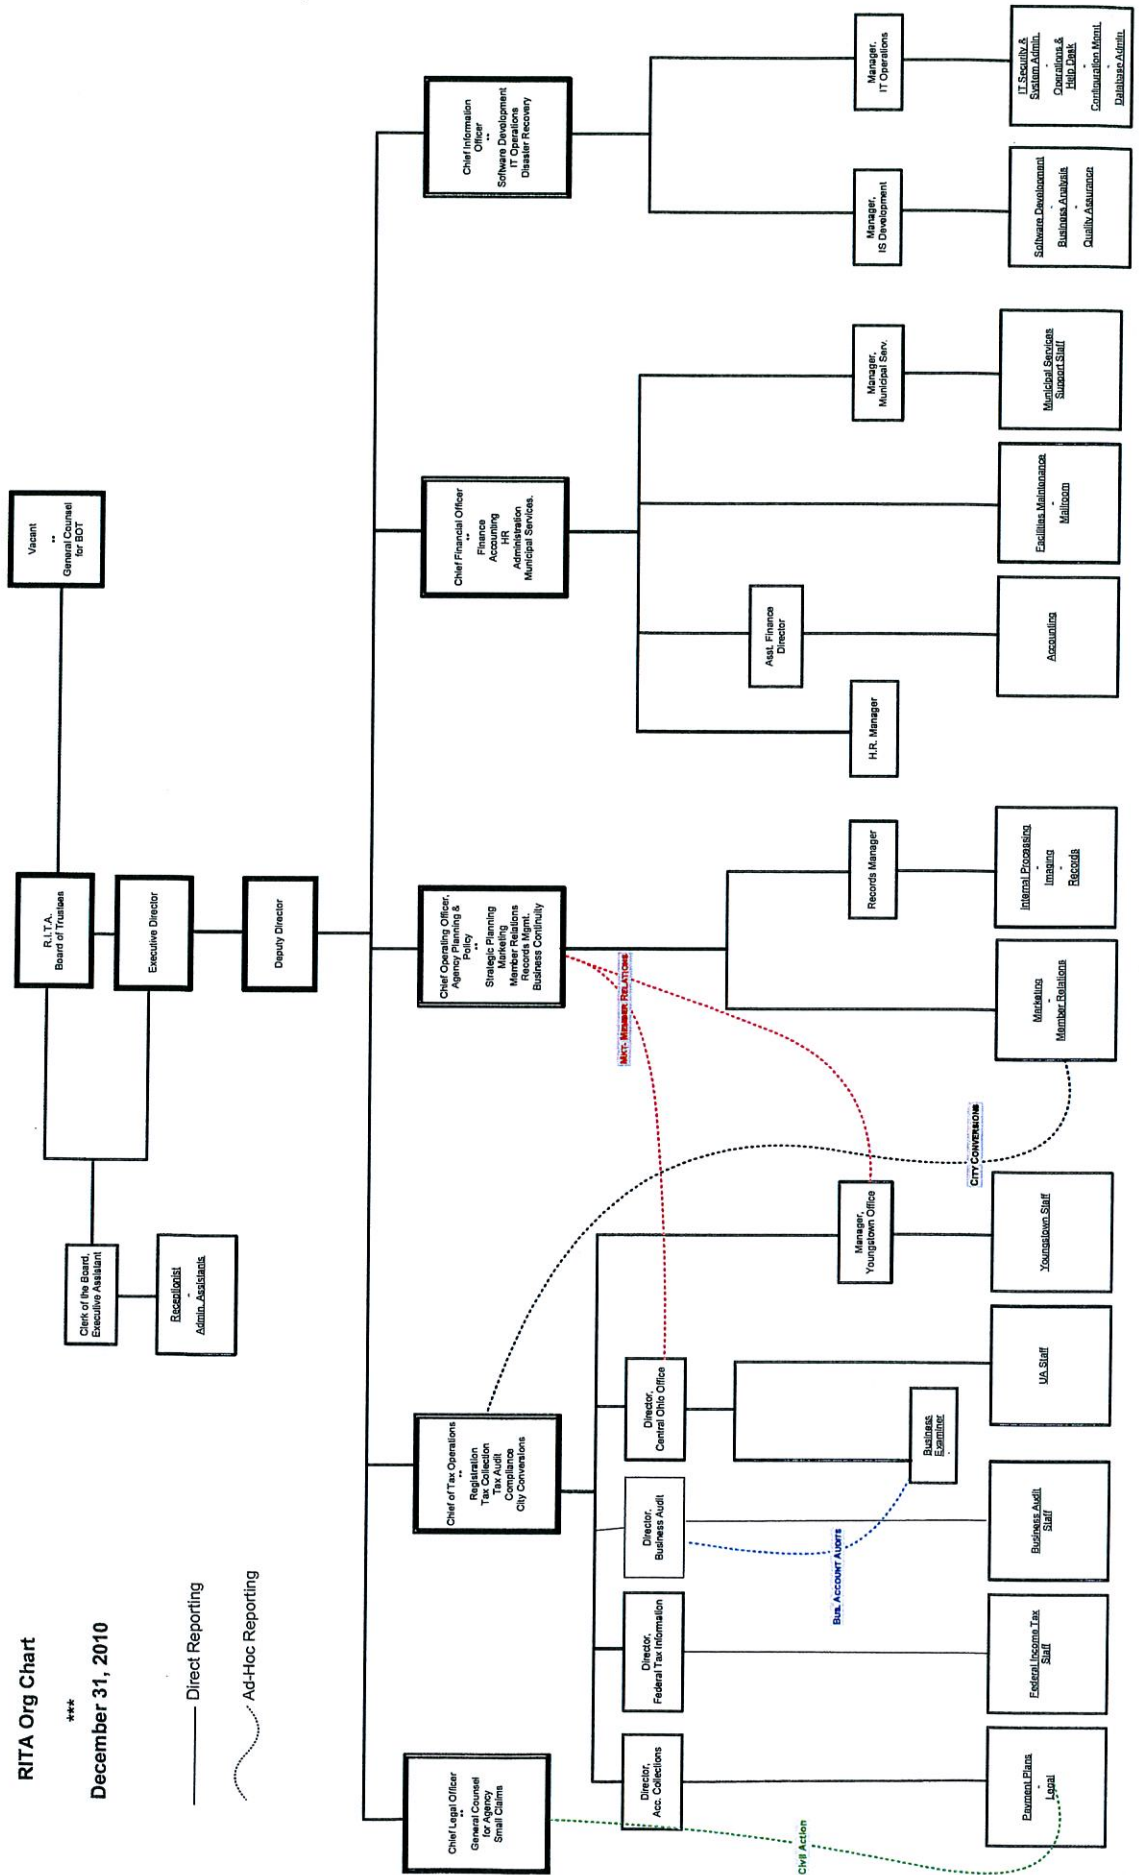 RITA Org Chart
***
December 31, 2010
Direct Reporting
Ad-Hoc Reporting
Vacant
**
General Counsel
for BOT
R.I.T.A.
Board of Trustees
Executive Director
Deputy Director
Clerk of the Board,
Executive Assistant
Receptionist
-
Admin. Assistants
Chief Legal Officer
**
General Counsel
for Agency
Small Claims
Chief of Tax Operations
**
Registration
Tax Collection
Tax Audit
Compliance
City Conversions
Chief Operating Officer,
Agency Planning &
Policy
**
Strategic Planning
Marketing
Member Relations
Records Mgmt.
Business Continuity
Chief Financial Officer
**
Finance
Accounting
HR
Administration
Municipal Services.
Chief Information
Officer
**
Software Development
IT Operations
Disaster Recovery
Director,
Acc. Collections
Director,
Federal Tax Information
Director,
Business Audit
Director,
Central Ohio Office
Manager,
Youngstown Office
MKT- MEMBER RELATIONS
Records Manager
H.R. Manager
Asst. Finance
Director
Manager,
Municipal Serv.
Manager,
IS Development
Manager,
IT Operations
Civil Action
BUS. ACCOUNT AUDITS
Business
Examiner
CITY CONVERSIONS
Payment Plans
-
Legal
Federal Income Tax
Staff
Business Audit
Staff
UA Staff
Youngstown Staff
Marketing
-
Member Relations
Internal Processing
-
Imaging
-
Records
Accounting
Facilities Maintenance
-
Mailroom
Municipal Services
Support Staff
Software Development
-
Business Analysis
-
Quality Assurance
IT Security &
System Admin.
-
Operations &
Help Desk
-
Configuration Mgmt.
-
Database Admin.